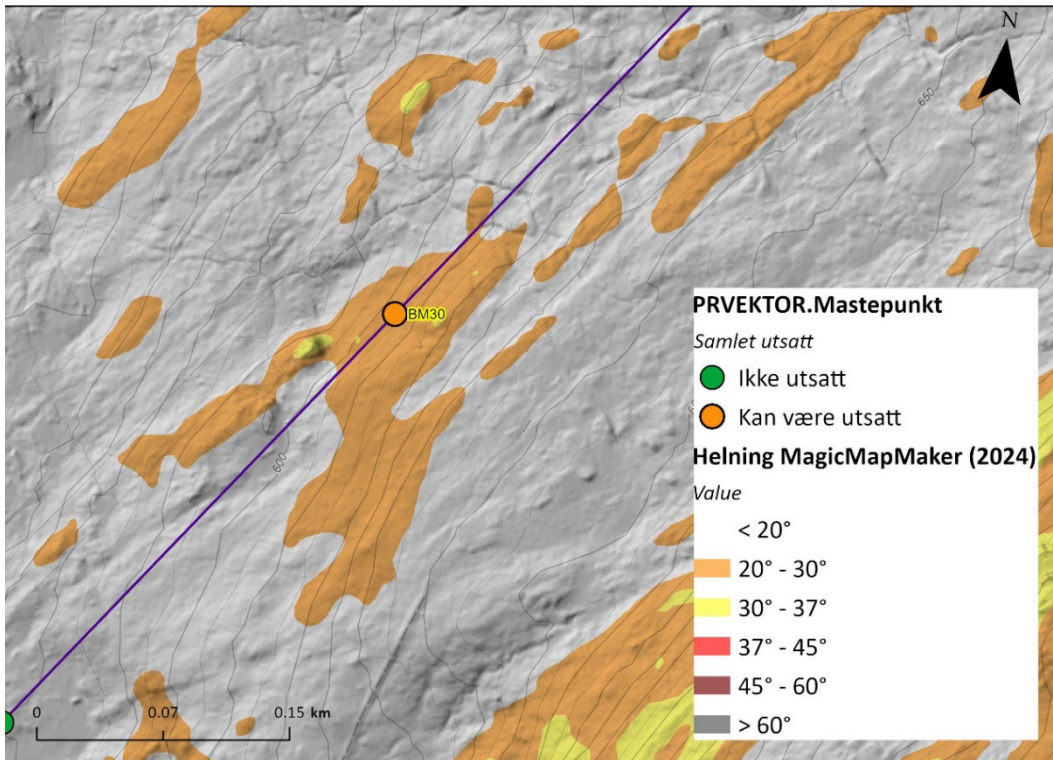 N
650
BM30
600
PRVEKTOR.Mastepunkt
Samlet utsatt
Ikke utsatt
Kan være utsatt
Helning MagicMapMaker (2024)
Value
< 20°
20° - 30°
30° - 37°
37° - 45°
45° - 60°
> 60°
0 0.07 0.15 km